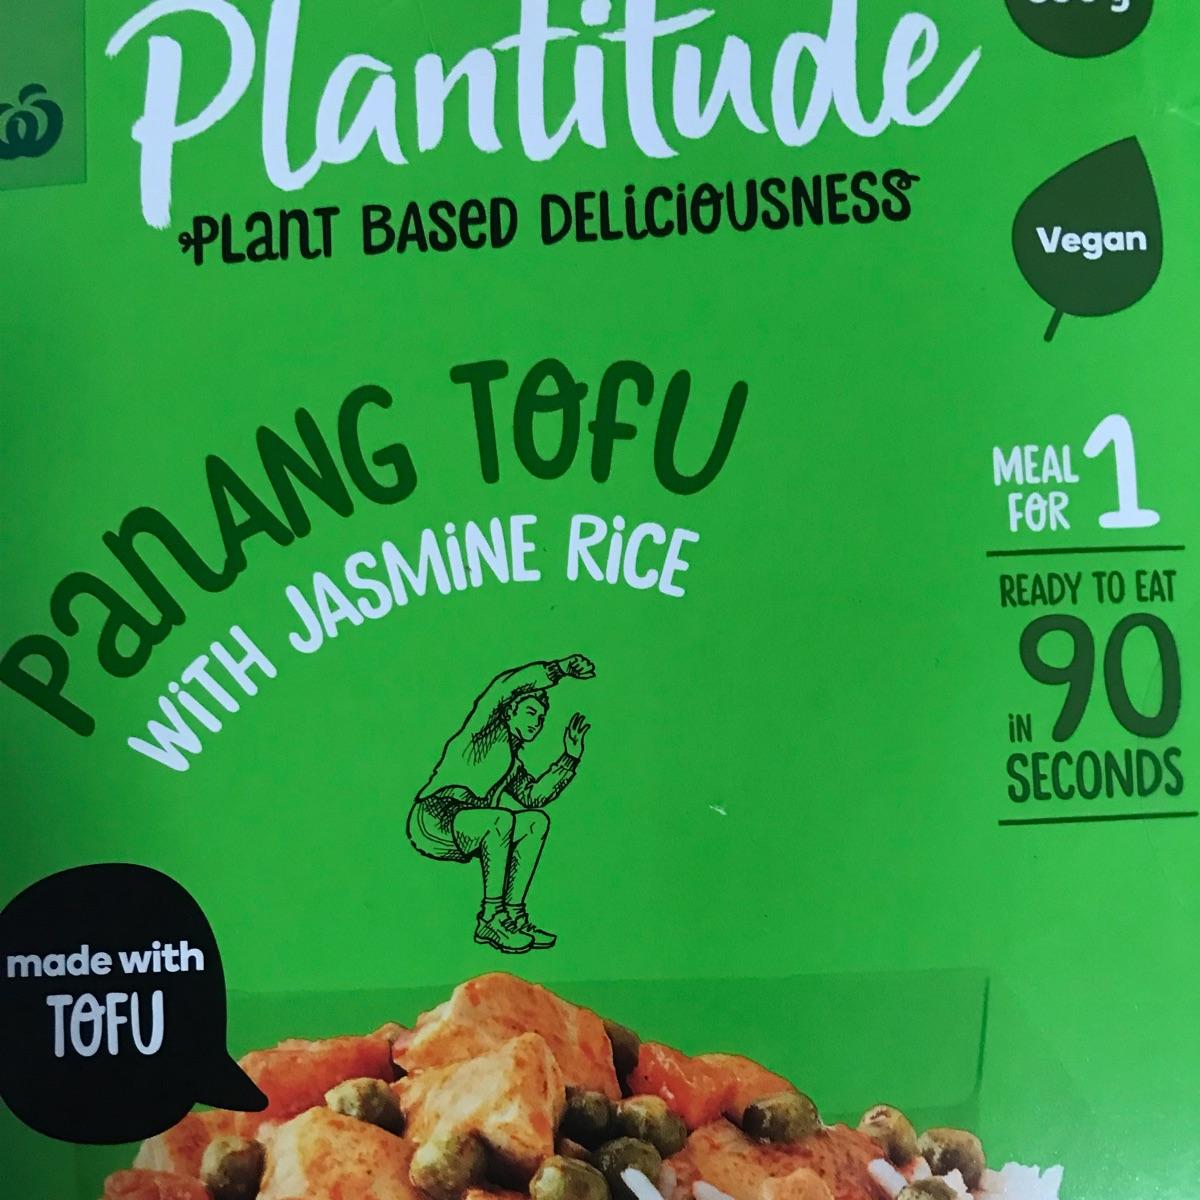 Plantitude
PLANT BASED DELICIOUSNESS
Vegan
PANANG TOFU
WITH JASMINE RICE
MEAL
FOR 1
READY TO EAT
IN 90
SECONDS
made with
TOFU